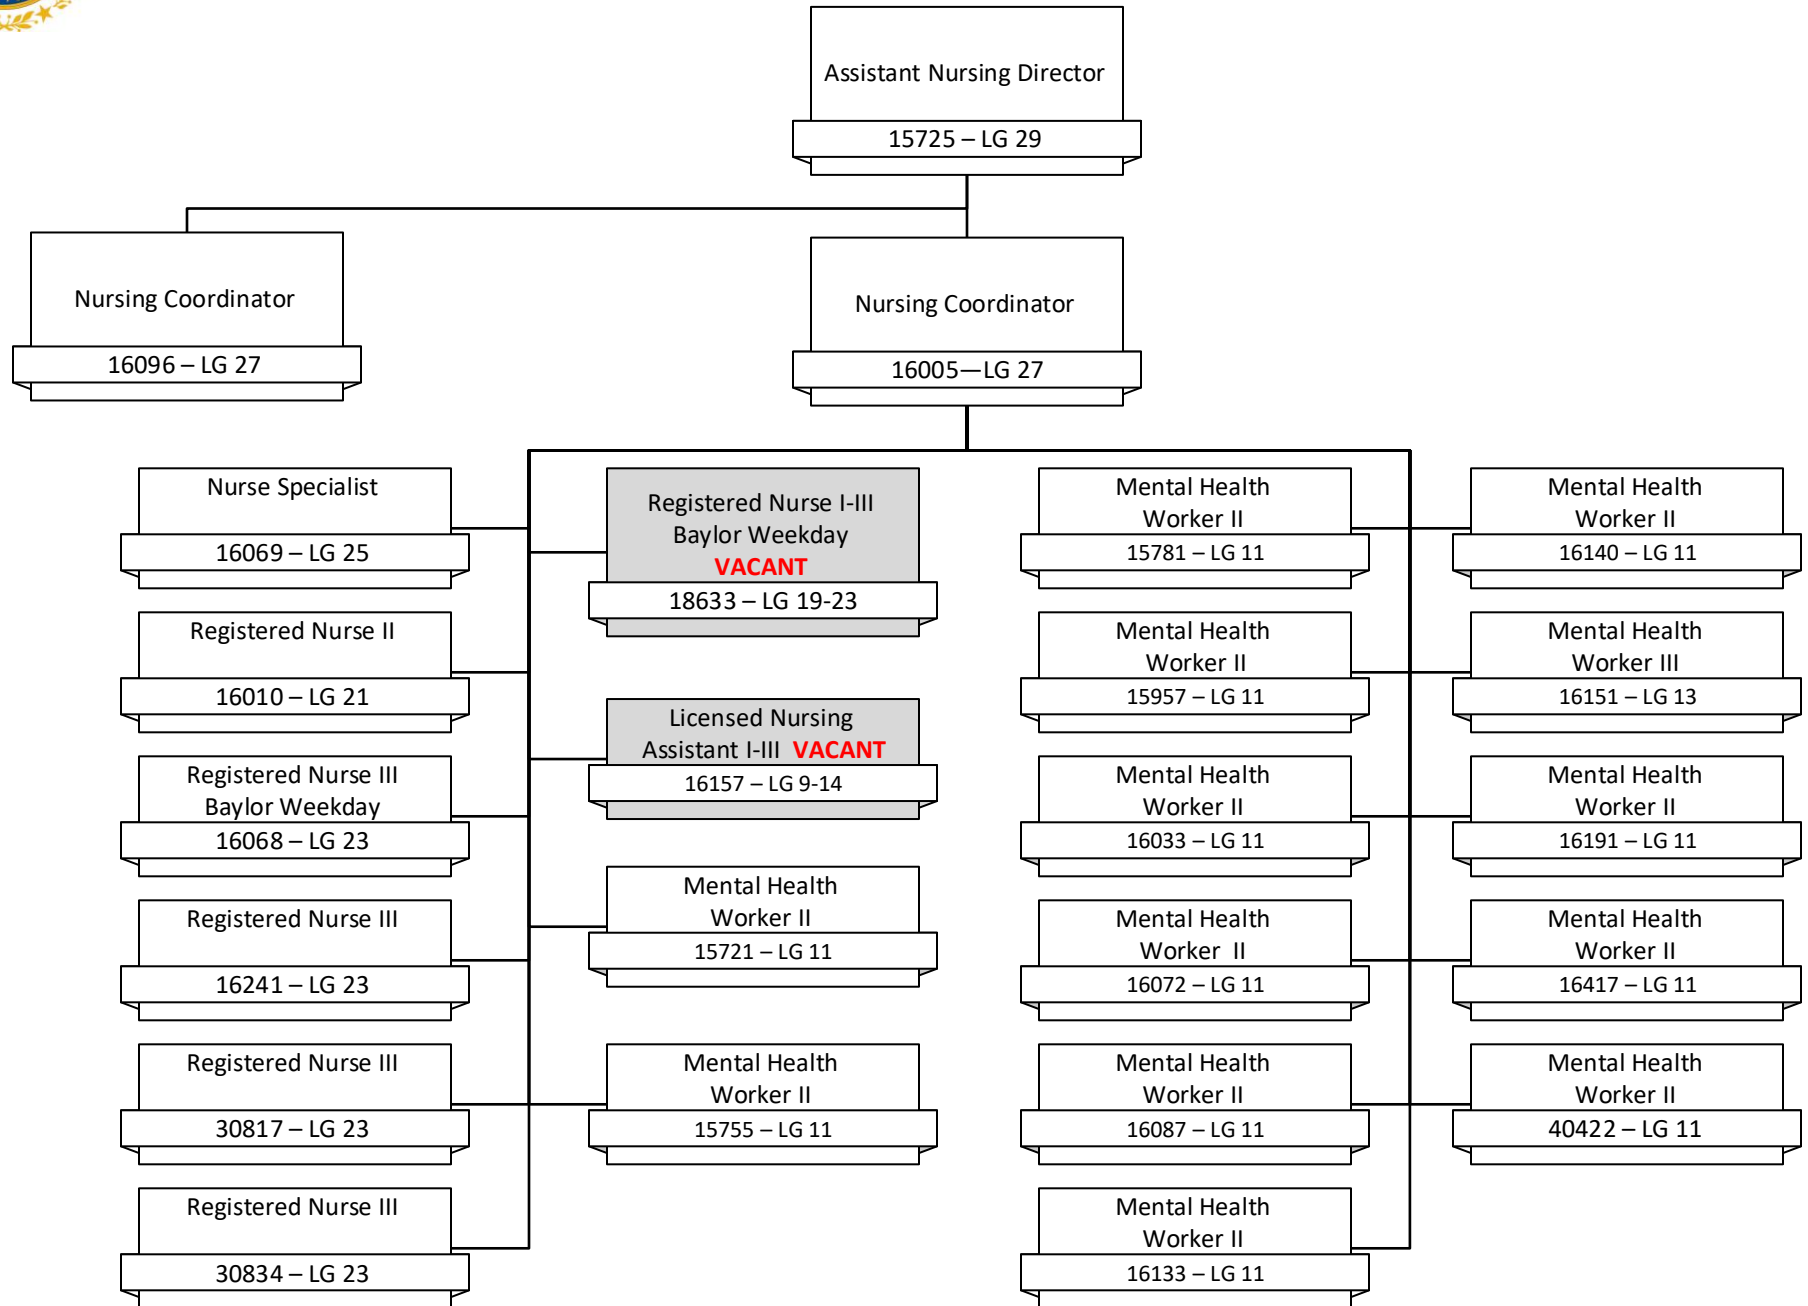 Assistant Nursing Director
15725 – LG 29
Nursing Coordinator
16096 – LG 27
Nursing Coordinator
16005—LG 27
Nurse Specialist
16069 – LG 25
Registered Nurse II
16010 – LG 21
Registered Nurse III
Baylor Weekday
16068 – LG 23
Registered Nurse III
16241 – LG 23
Registered Nurse III
30817 – LG 23
Registered Nurse III
30834 – LG 23
Registered Nurse I-III
Baylor Weekday
VACANT
18633 – LG 19-23
Licensed Nursing
Assistant I-III VACANT
16157 – LG 9-14
Mental Health
Worker II
15721 – LG 11
Mental Health
Worker II
15755 – LG 11
Mental Health
Worker II
15781 – LG 11
Mental Health
Worker II
15957 – LG 11
Mental Health
Worker II
16033 – LG 11
Mental Health
Worker II
16072 – LG 11
Mental Health
Worker II
16087 – LG 11
Mental Health
Worker II
16133 – LG 11
Mental Health
Worker II
16140 – LG 11
Mental Health
Worker III
16151 – LG 13
Mental Health
Worker II
16191 – LG 11
Mental Health
Worker II
16417 – LG 11
Mental Health
Worker II
40422 – LG 11